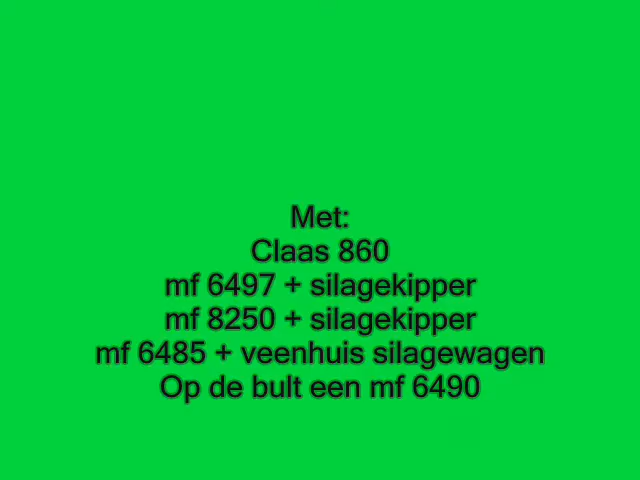 Met:
Claas 860
mf 6497 + silagekipper
mf 8250 + silagekipper
mf 6485 + veenhuis silagewagen
Op de bult een mf 6490